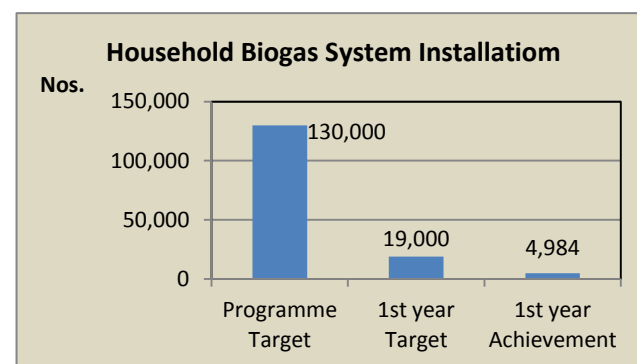 Household Biogas System Installatiom
Nos.
150,000
130,000
100,000
50,000
19,000
4,984
0
Programme Target
1st year Target
1st year Achievement